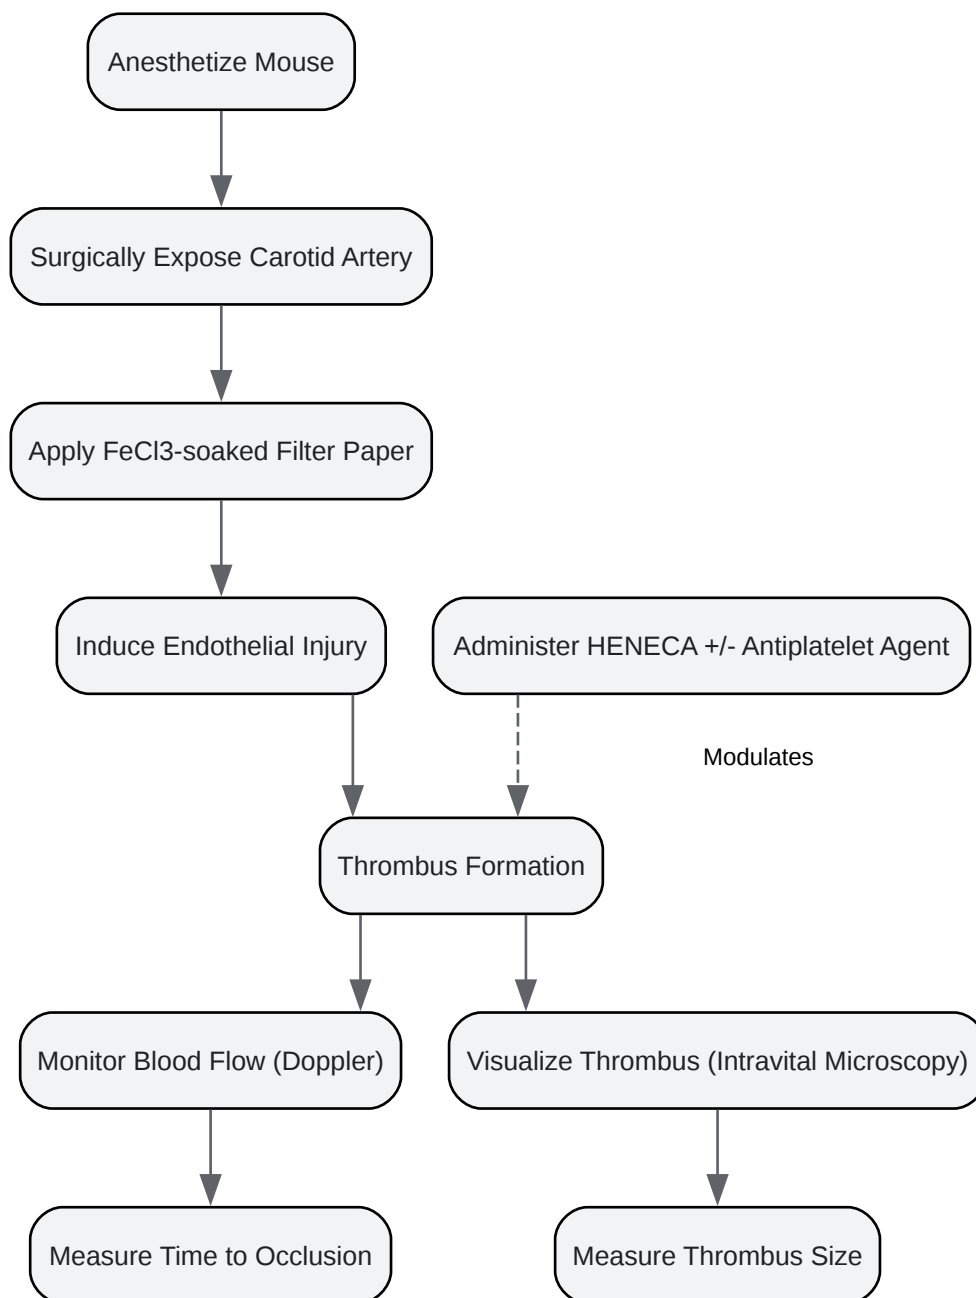 Anesthetize Mouse
Surgically Expose Carotid Artery
Apply FeCl3-soaked Filter Paper
Induce Endothelial Injury
Administer HENECA +/- Antiplatelet Agent
Modulates
Thrombus Formation
Monitor Blood Flow (Doppler)
Visualize Thrombus (Intravital Microscopy)
Measure Time to Occlusion
Measure Thrombus Size